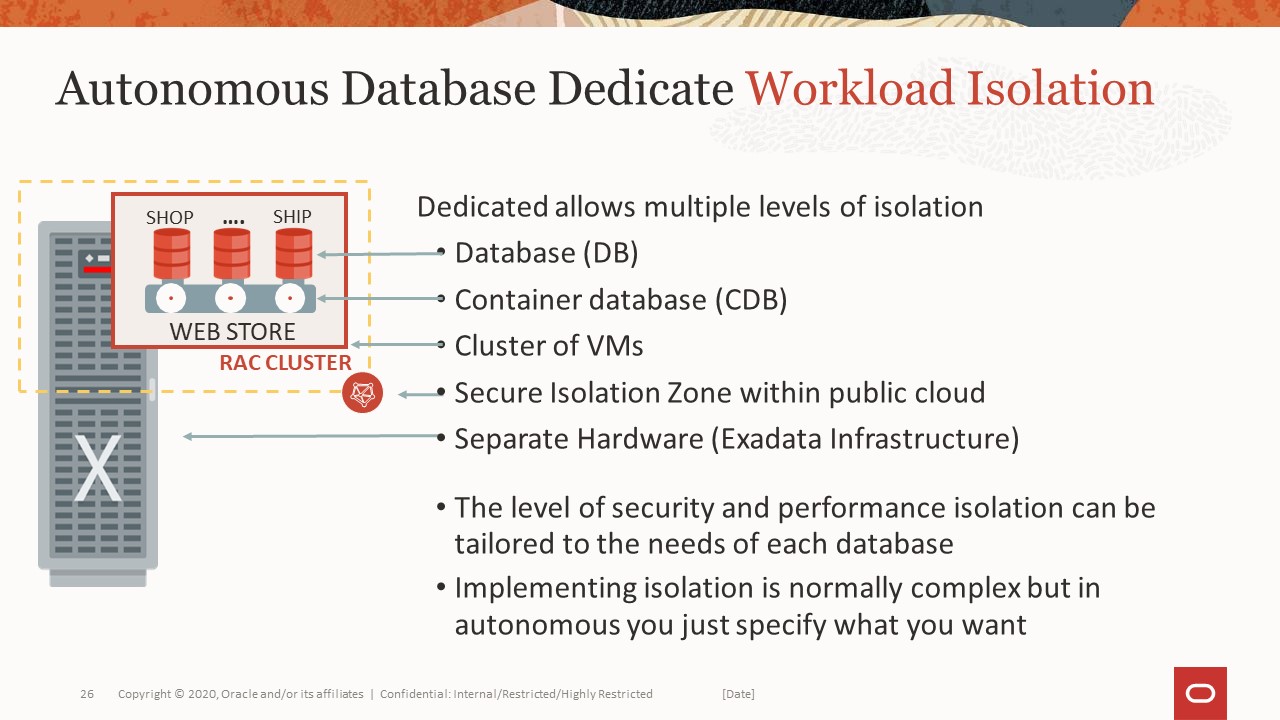 Autonomous Database Dedicate Workload Isolation
SHOP .... SHIP
WEB STORE
RAC CLUSTER
X
Dedicated allows multiple levels of isolation
• Database (DB)
• Container database (CDB)
• Cluster of VMs
• Secure Isolation Zone within public cloud
• Separate Hardware (Exadata Infrastructure)
• The level of security and performance isolation can be
tailored to the needs of each database
• Implementing isolation is normally complex but in
autonomous you just specify what you want
26 Copyright © 2020, Oracle and/or its affiliates | Confidential: Internal/Restricted/Highly Restricted [Date]